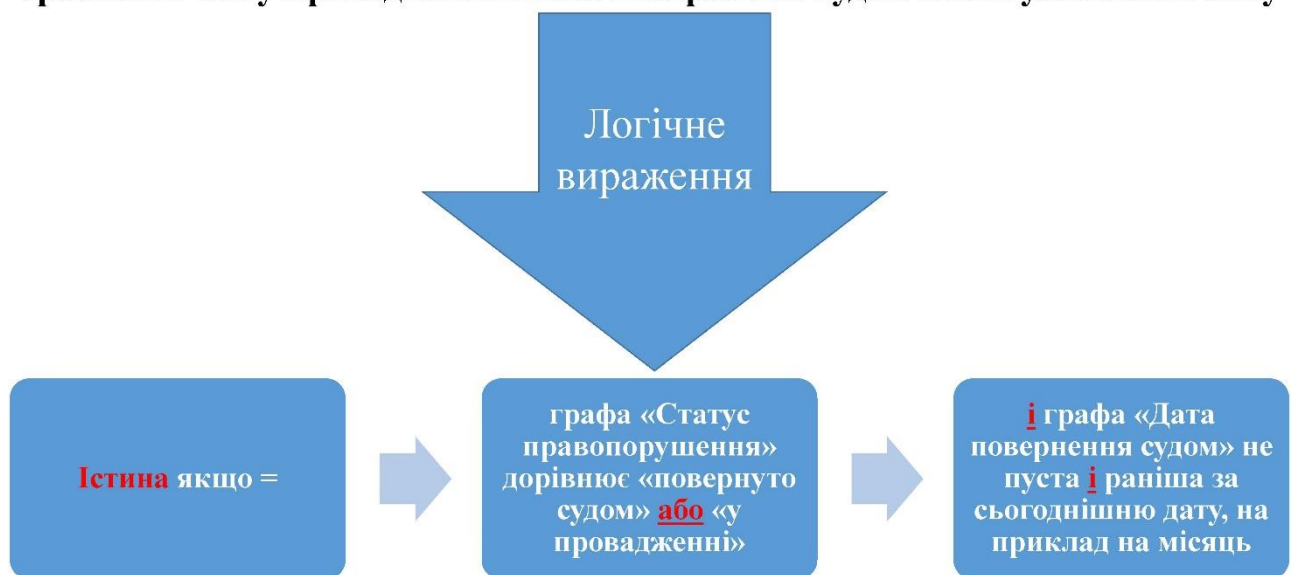 Логічне
вираження
Істина якщо =
графа «Статус
правопорушення»
дорівнює «повернуто
судом» або «у
провадженні»
і графа «Дата
повернення судом» не
пуста і раніша за
сьогоднішню дату, на
приклад на місяць